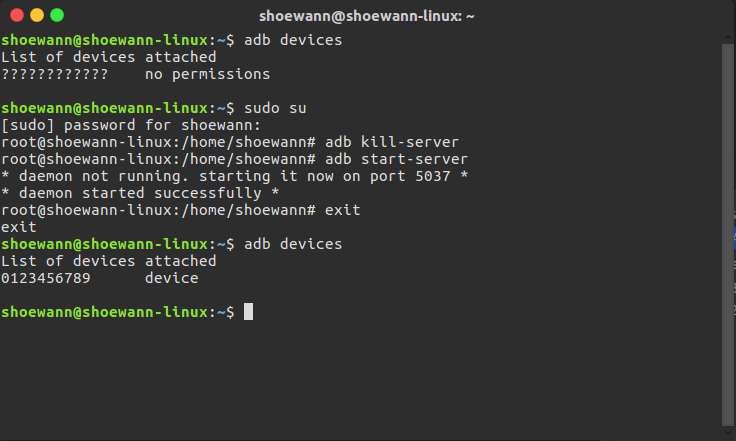 shoewann@shoewann-linux: ~
shoewann@shoewann-linux:~$ adb devices
List of devices attached
????????????    no permissions
shoewann@shoewann-linux:~$ sudo su
[sudo] password for shoewann:
root@shoewann-linux:/home/shoewann# adb kill-server
root@shoewann-linux:/home/shoewann# adb start-server
* daemon not running. starting it now on port 5037 *
* daemon started successfully *
root@shoewann-linux:/home/shoewann# exit
exit
shoewann@shoewann-linux:~$ adb devices
List of devices attached
0123456789      device
shoewann@shoewann-linux:~$